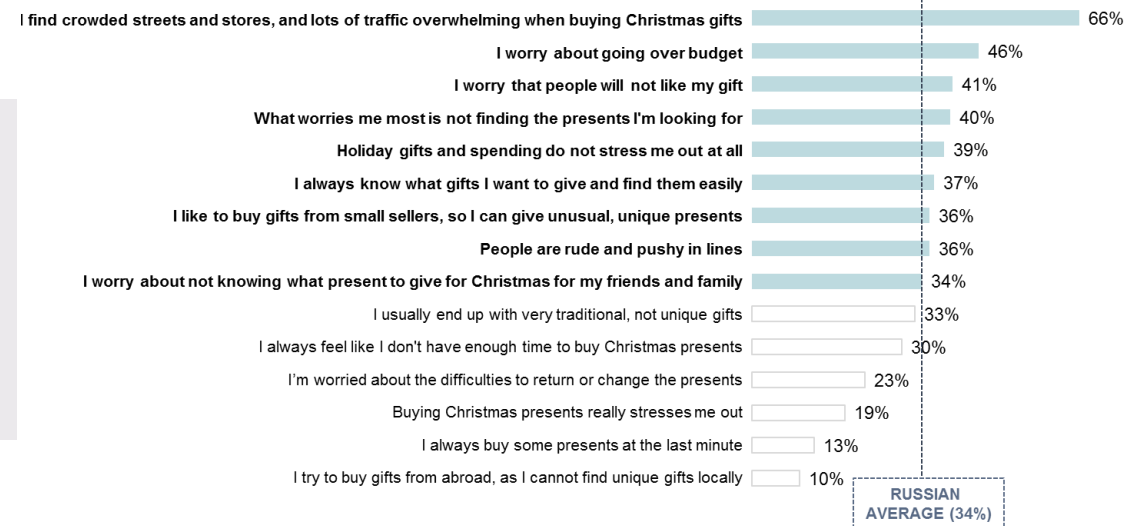 I find crowded streets and stores, and lots of traffic overwhelming when buying Christmas gifts 66%
I worry about going over budget 46%
I worry that people will not like my gift 41%
What worries me most is not finding the presents I'm looking for 40%
Holiday gifts and spending do not stress me out at all 39%
I always know what gifts I want to give and find them easily 37%
I like to buy gifts from small sellers, so I can give unusual, unique presents 36%
People are rude and pushy in lines 36%
I worry about not knowing what present to give for Christmas for my friends and family 34%
I usually end up with very traditional, not unique gifts 33%
I always feel like I don't have enough time to buy Christmas presents 30%
I’m worried about the difficulties to return or change the presents 23%
Buying Christmas presents really stresses me out 19%
I always buy some presents at the last minute 13%
I try to buy gifts from abroad, as I cannot find unique gifts locally 10%
RUSSIAN
AVERAGE (34%)